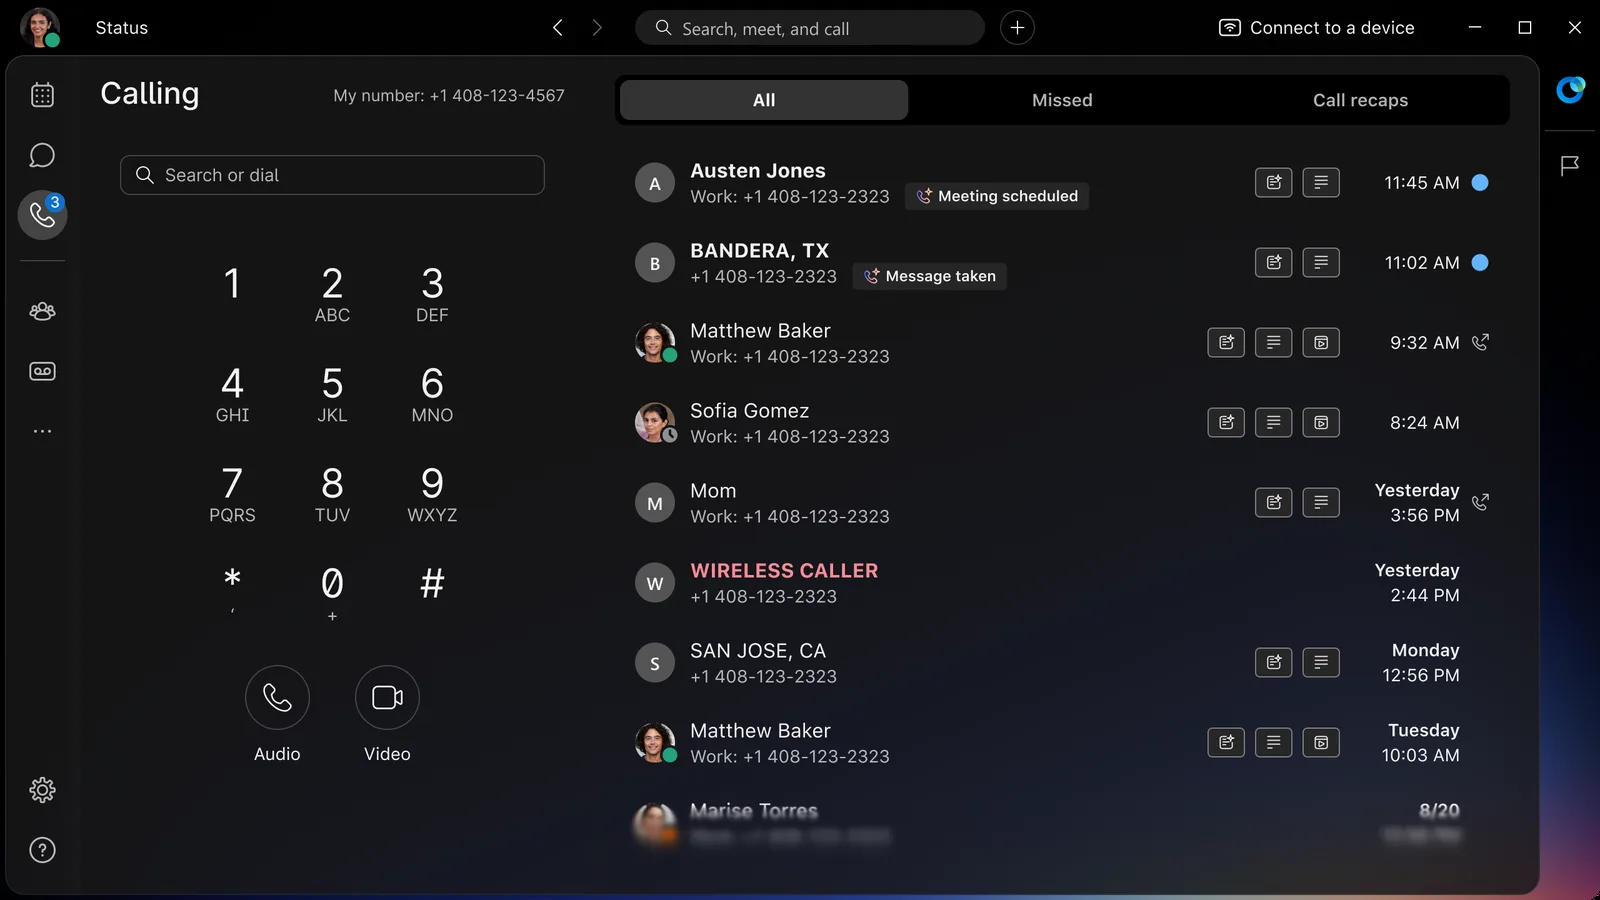 Status
Search, meet, and call
Connect to a device
Calling
My number: +1 408-123-4567
All
Missed
Call recaps
3
Search or dial
1
2
3
ABC
DEF
4
5
6
GHI
JKL
MNO
7
8
9
PQRS
TUV
WXYZ
*
0
#
,
+
Audio
Video
A
Austen Jones
Work: +1 408-123-2323
Meeting scheduled
11:45 AM
B
BANDERA, TX
+1 408-123-2323
Message taken
11:02 AM
Matthew Baker
Work: +1 408-123-2323
9:32 AM
Sofia Gomez
Work: +1 408-123-2323
8:24 AM
M
Mom
Work: +1 408-123-2323
Yesterday
3:56 PM
W
WIRELESS CALLER
+1 408-123-2323
Yesterday
2:44 PM
S
SAN JOSE, CA
+1 408-123-2323
Monday
12:56 PM
Matthew Baker
Work: +1 408-123-2323
Tuesday
10:03 AM
Marise Torres
8/20